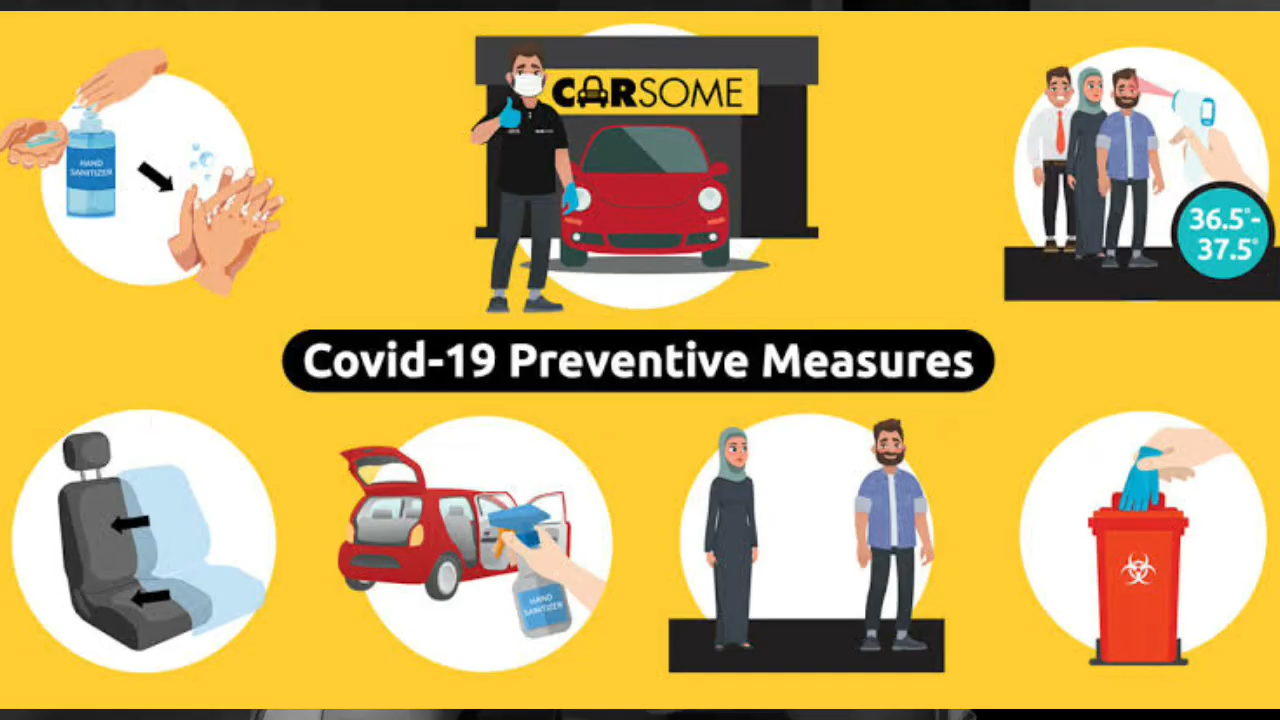 HAND
SANITIZER
CARSOME
36.5°-
37.5°
Covid-19 Preventive Measures
HAND
SANITIZER